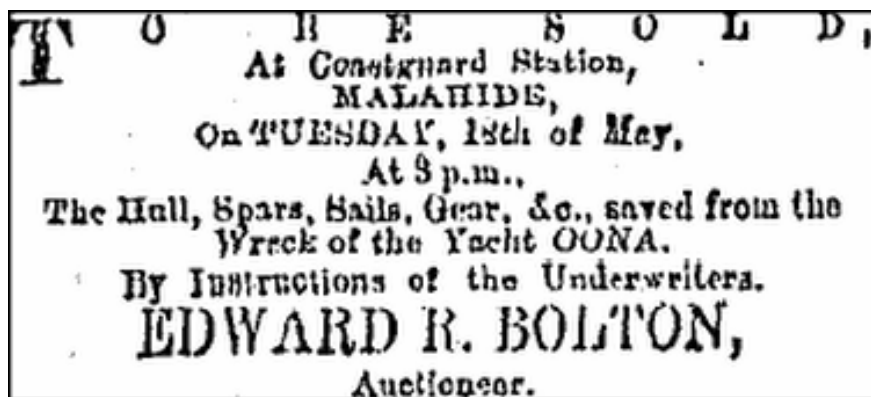 TO BE SOLD,
At Coastguard Station,
MALAHIDE,
On TUESDAY, 18th of May,
At 3 p.m.,
The Hull, Spars, Sails, Gear, &c., saved from the
Wreck of the Yacht OONA.
By Instructions of the Underwriters.
EDWARD R. BOLTON,
Auctioneer.